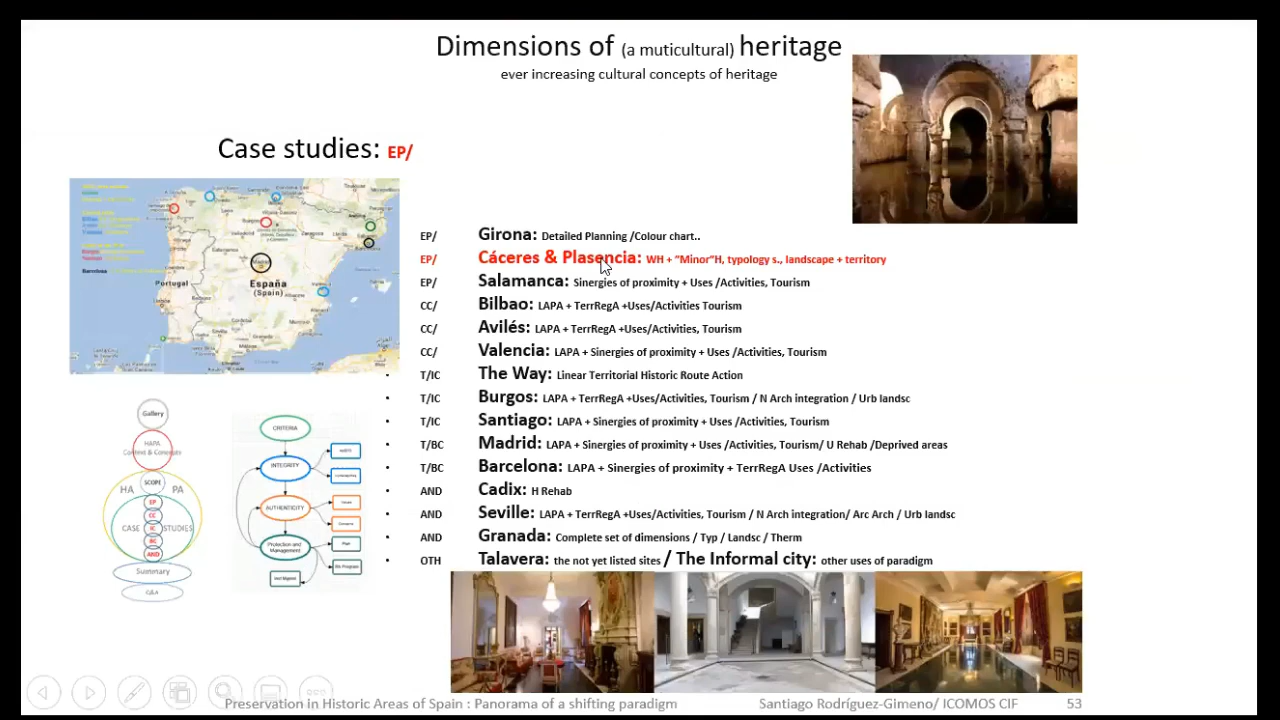 Dimensions of (a muticultural) heritage
ever increasing cultural concepts of heritage
Case studies: EP/
Portugal
España
(Spain)
EP/ Girona: Detailed Planning /Colour chart..
EP/ Cáceres & Plasencia: WH + "Minor"H, typology s., landscape + territory
EP/ Salamanca: Sinergies of proximity + Uses /Activities, Tourism
CC/ Bilbao: LAPA + TerrRegA +Uses/Activities Tourism
CC/ Avilés: LAPA + TerrRegA +Uses/Activities, Tourism
CC/ Valencia: LAPA + Sinergies of proximity + Uses /Activities, Tourism
• T/IC The Way: Linear Territorial Historic Route Action
• T/IC Burgos: LAPA + TerrRegA +Uses/Activities, Tourism / N Arch integration / Urb landsc
• T/IC Santiago: LAPA + Sinergies of proximity + Uses /Activities, Tourism
• T/BC Madrid: LAPA + Sinergies of proximity + Uses /Activities, Tourism/ U Rehab /Deprived areas
• T/BC Barcelona: LAPA + Sinergies of proximity + TerrRegA Uses /Activities
• AND Cadix: H Rehab
• AND Seville: LAPA + TerrRegA +Uses/Activities, Tourism / N Arch integration/ Arc Arch / Urb landsc
• AND Granada: Complete set of dimensions / Typ / Landsc / Therm
• OTH Talavera: the not yet listed sites / The Informal city: other uses of paradigm
Gallery
HAPA
Context & Concepts
SCOPE
HA PA
EP
CC
CASE IC STUDIES
BC
AND
Summary
Q&A
CRITERIA
INTEGRITY
AUTHENTICITY
Protection and
Management
Preservation in Historic Areas of Spain : Panorama of a shifting paradigm
Santiago Rodríguez-Gimeno/ ICOMOS CIF
53